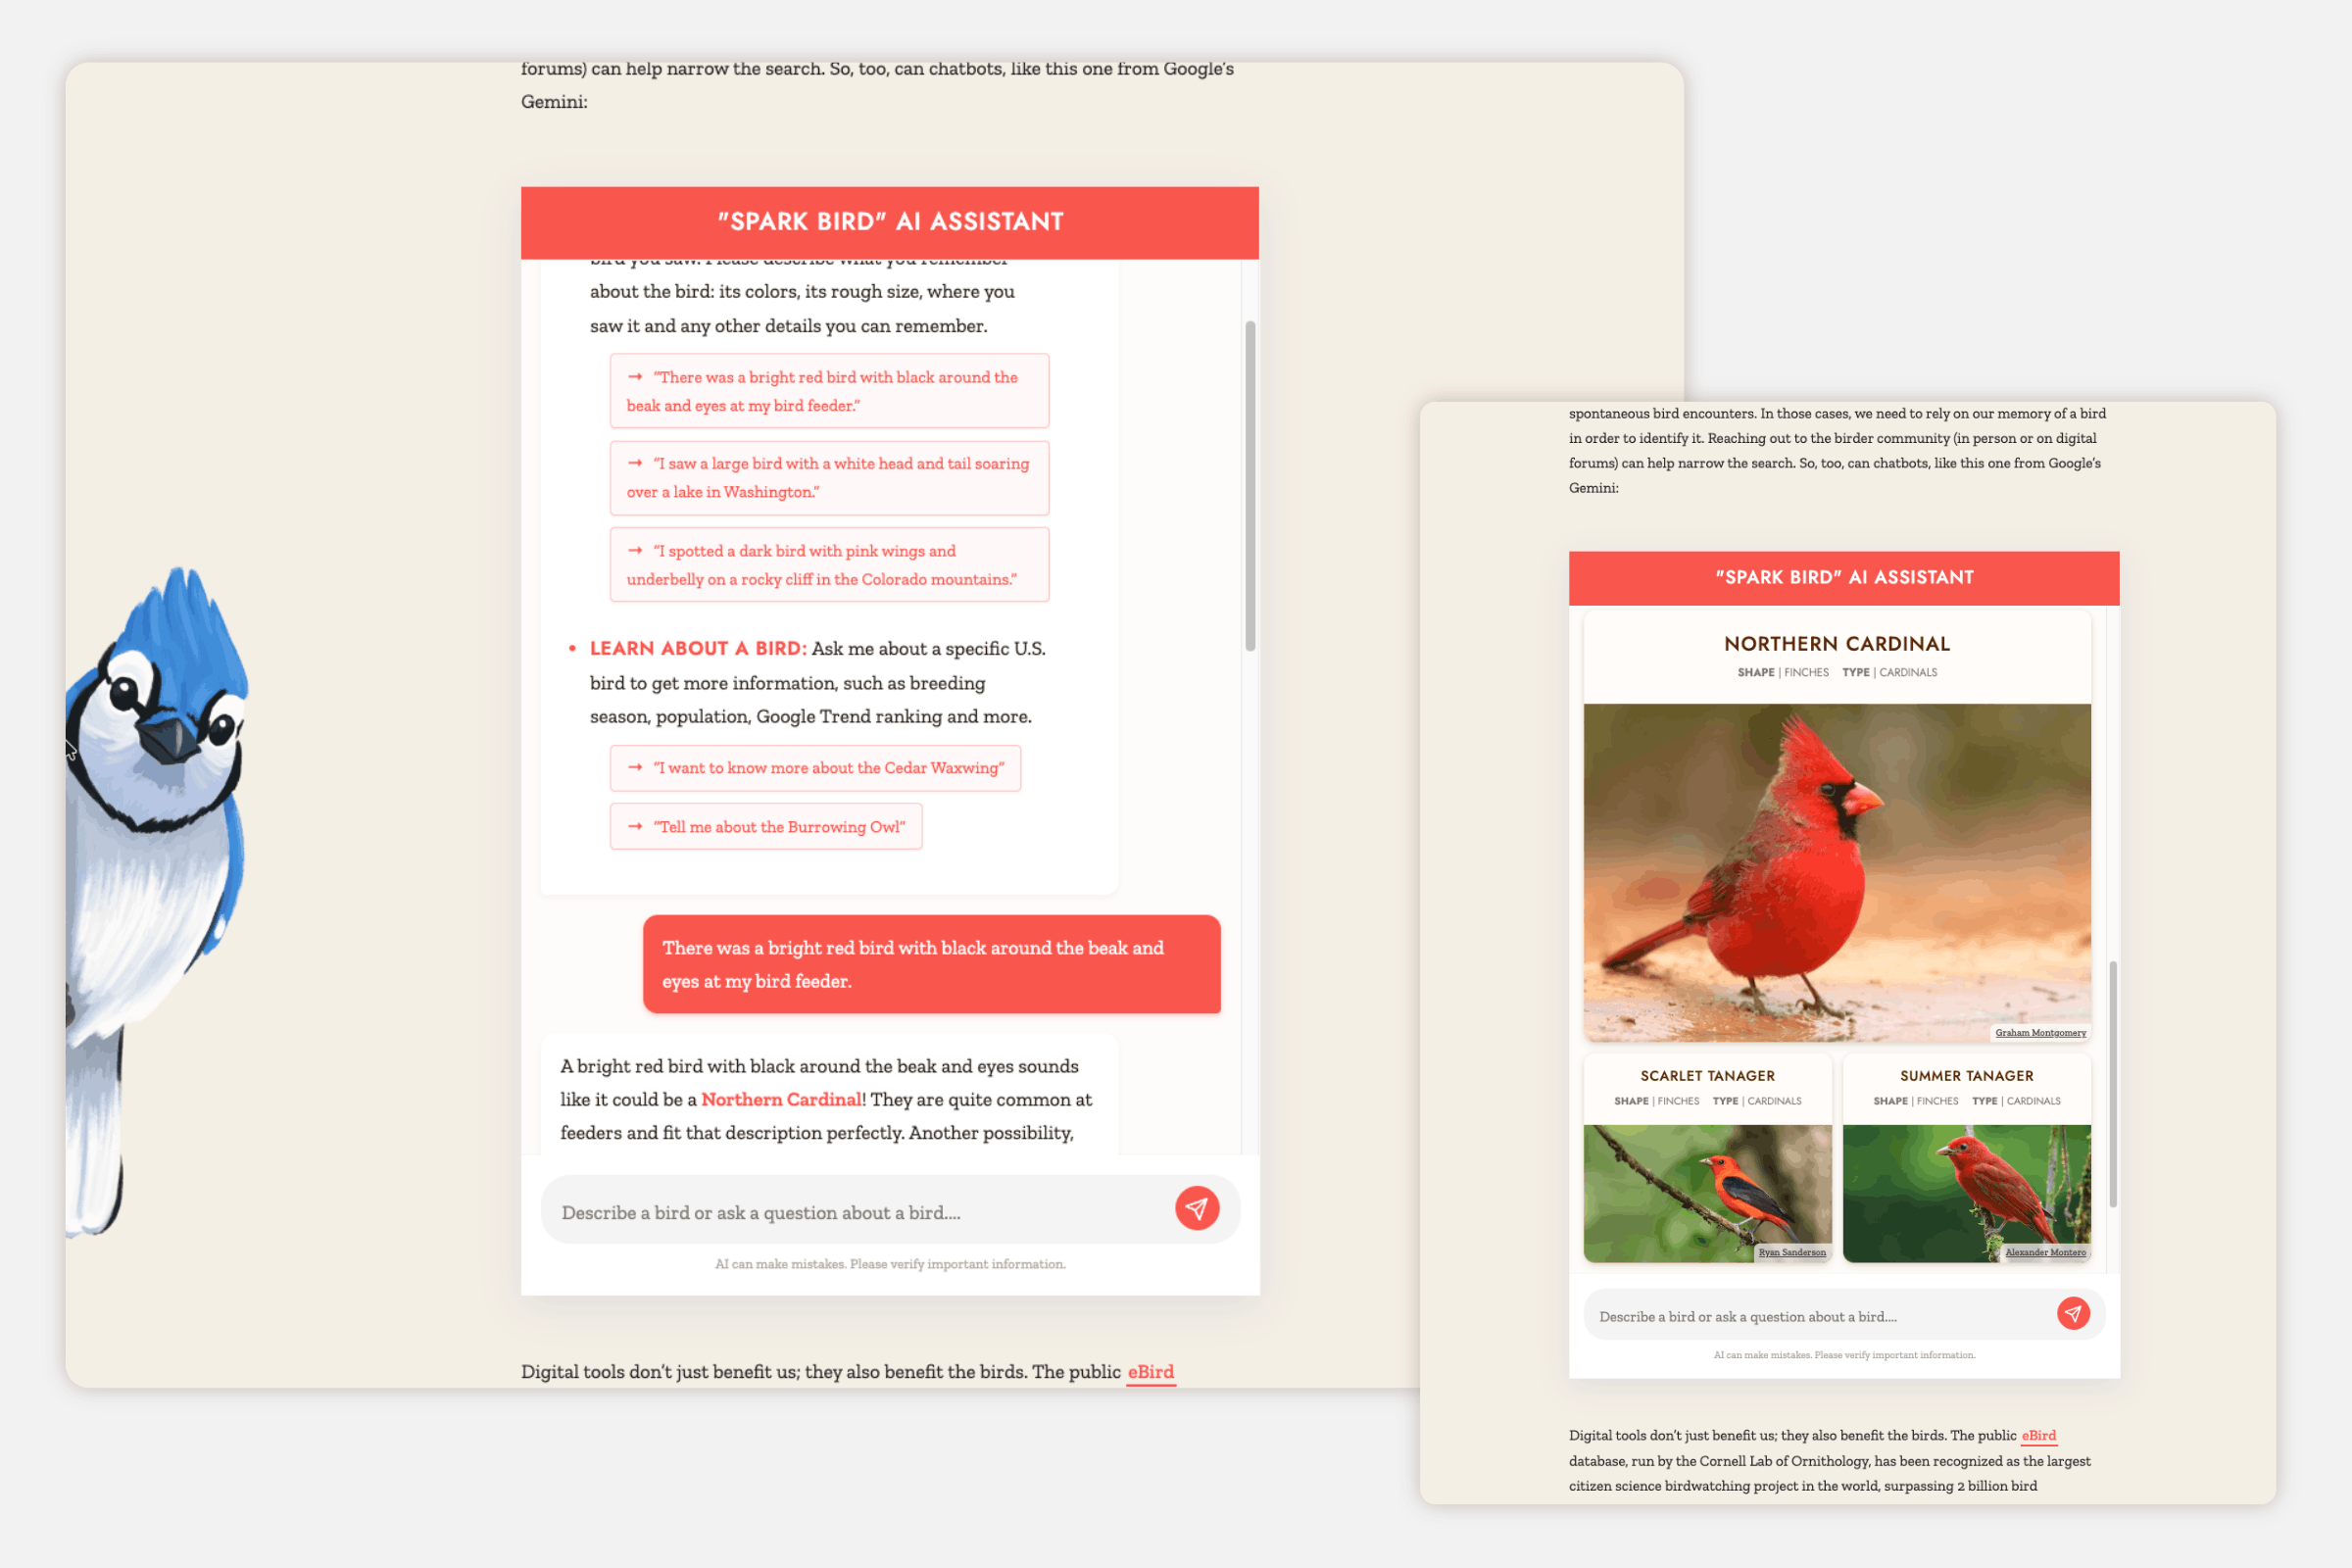 forums) can help narrow the search. So, too, can chatbots, like this one from Google's
Gemini:
"SPARK BIRD" AI ASSISTANT
bird you saw. Please describe what you remember
about the bird: its colors, its rough size, where you
saw it and any other details you can remember.
→ "There was a bright red bird with black around the
beak and eyes at my bird feeder."
→ "I saw a large bird with a white head and tail soaring
over a lake in Washington."
→ "I spotted a dark bird with pink wings and
underbelly on a rocky cliff in the Colorado mountains."
• LEARN ABOUT A BIRD: Ask me about a specific U.S.
bird to get more information, such as breeding
season, population, Google Trend ranking and more.
→ "I want to know more about the Cedar Waxwing"
→ "Tell me about the Burrowing Owl"
There was a bright red bird with black around the beak and
eyes at my bird feeder.
A bright red bird with black around the beak and eyes sounds
like it could be a Northern Cardinal! They are quite common at
feeders and fit that description perfectly. Another possibility,
Describe a bird or ask a question about a bird....
AI can make mistakes. Please verify important information.
Digital tools don't just benefit us; they also benefit the birds. The public eBird
spontaneous bird encounters. In those cases, we need to rely on our memory of a bird
in order to identify it. Reaching out to the birder community (in person or on digital
forums) can help narrow the search. So, too, can chatbots, like this one from Google's
Gemini:
"SPARK BIRD" AI ASSISTANT
NORTHERN CARDINAL
SHAPE | FINCHES TYPE | CARDINALS
Graham Montgomery
SCARLET TANAGER
SHAPE | FINCHES TYPE | CARDINALS
Ryan Sanderson
SUMMER TANAGER
SHAPE | FINCHES TYPE | CARDINALS
Alexander Montero
Describe a bird or ask a question about a bird....
AI can make mistakes. Please verify important information.
Digital tools don't just benefit us; they also benefit the birds. The public eBird
database, run by the Cornell Lab of Ornithology, has been recognized as the largest
citizen science birdwatching project in the world, surpassing 2 billion bird